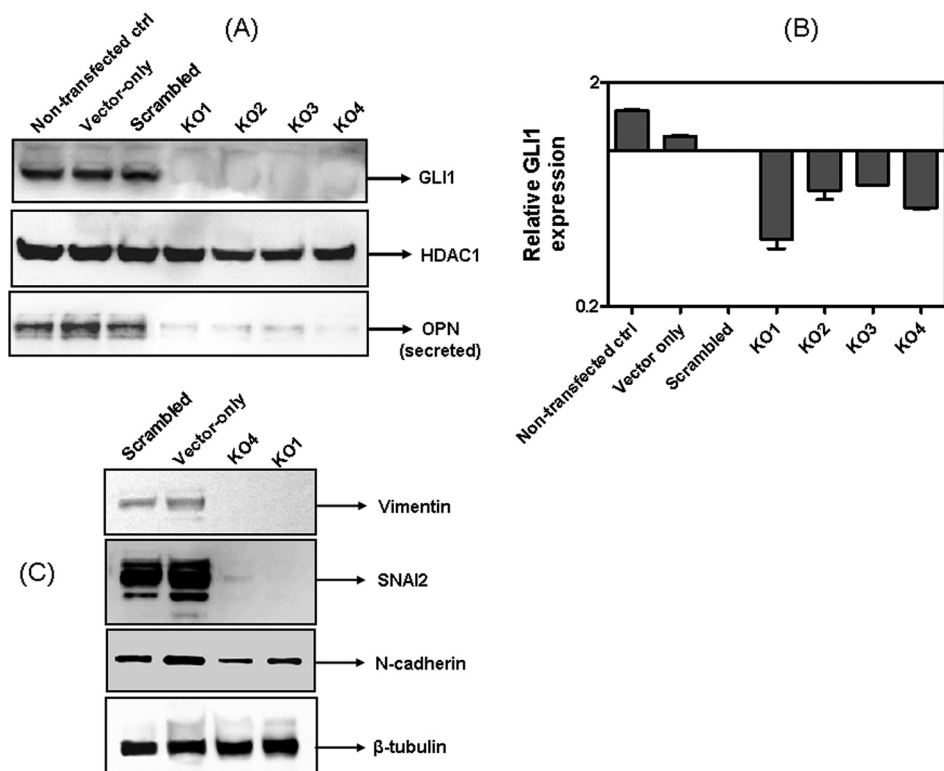 (A)
Non-transfected ctrl
Vector-only
Scrambled
KO1
KO2
KO3
KO4
GLI1
HDAC1
OPN
(secreted)
(B)
2
0.2
Relative GLI1
expression
Non-transfected ctrl
Vector only
Scrambled
KO1
KO2
KO3
KO4
(C)
Scrambled
Vector-only
KO4
KO1
Vimentin
SNAI2
N-cadherin
β-tubulin